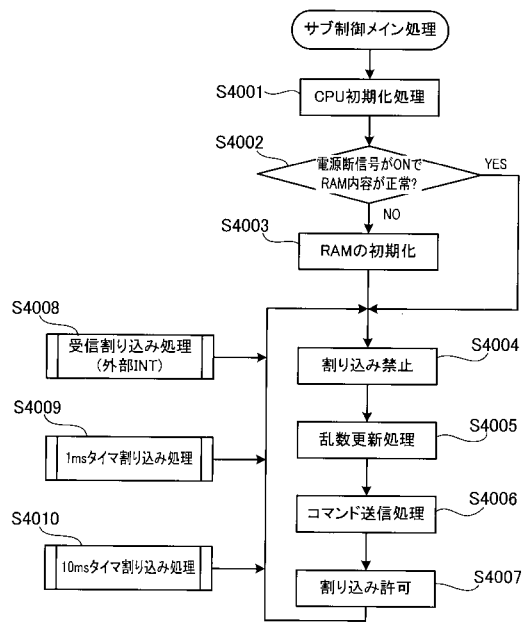 サブ制御メイン処理
S4001
CPU初期化処理
S4002
電源断信号がONで
RAM内容が正常?
YES
NO
S4003
RAMの初期化
S4008
受信割り込み処理
(外部INT)
S4004
割り込み禁止
S4009
1msタイマ割り込み処理
S4005
乱数更新処理
S4006
コマンド送信処理
S4010
10msタイマ割り込み処理
S4007
割り込み許可